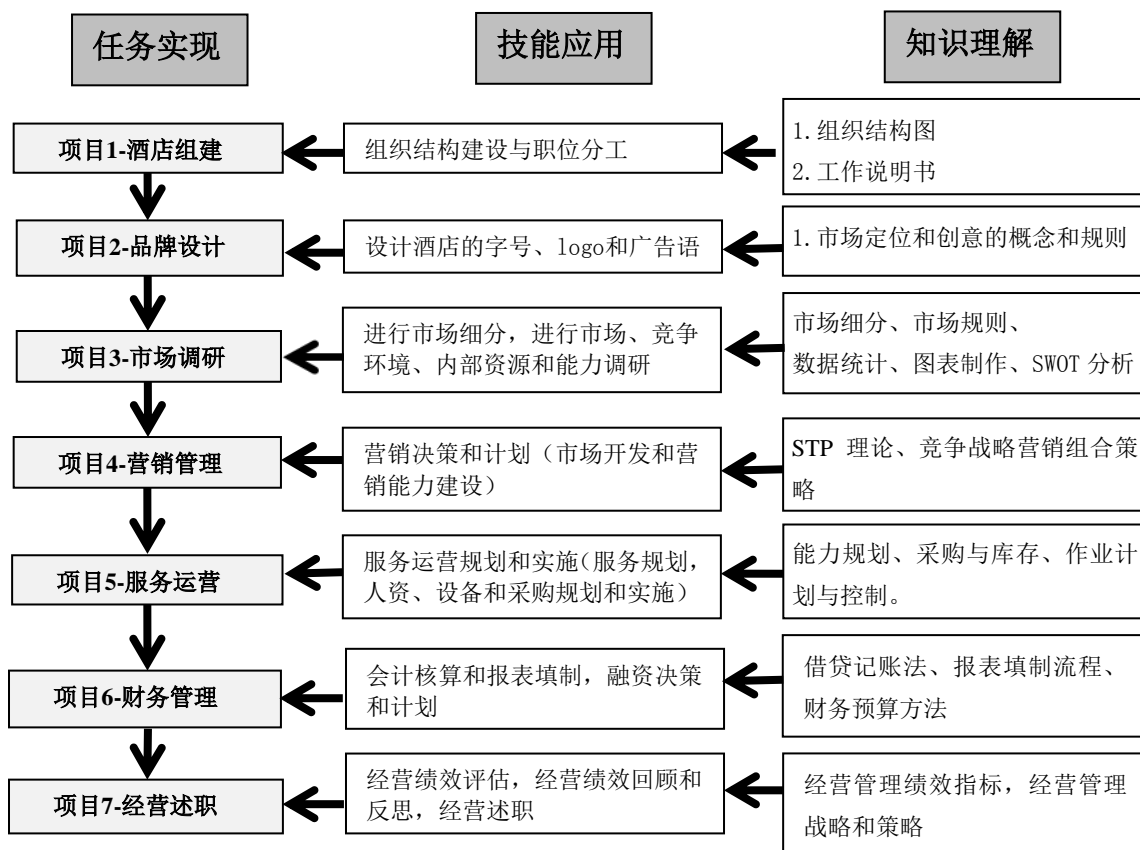 任务实现
技能应用
知识理解
项目1-酒店组建
组织结构建设与职位分工
1.组织结构图
2.工作说明书
项目2-品牌设计
设计酒店的字号、logo和广告语
1.市场定位和创意的概念和规则
项目3-市场调研
进行市场细分，进行市场、竞争
环境、内部资源和能力调研
市场细分、市场规则、
数据统计、图表制作、SWOT 分析
项目4-营销管理
营销决策和计划（市场开发和营
销能力建设）
STP 理论、竞争战略营销组合策
略
项目5-服务运营
服务运营规划和实施（服务规划，
人资、设备和采购规划和实施）
能力规划、采购与库存、作业计
划与控制。
项目6-财务管理
会计核算和报表填制，融资决策
和计划
借贷记账法、报表填制流程、
财务预算方法
项目7-经营述职
经营绩效评估，经营绩效回顾和
反思，经营述职
经营管理绩效指标，经营管理
战略和策略